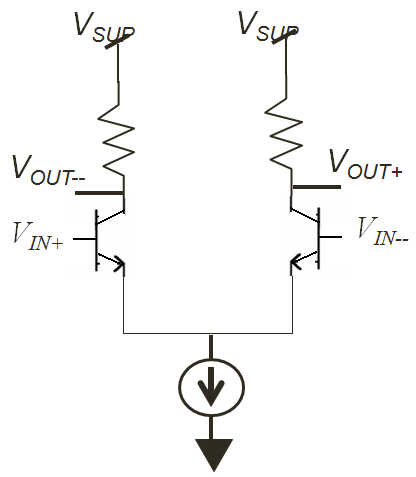 VSUP
VSUP
VOUT--
VOUT+
VIN+
VIN--